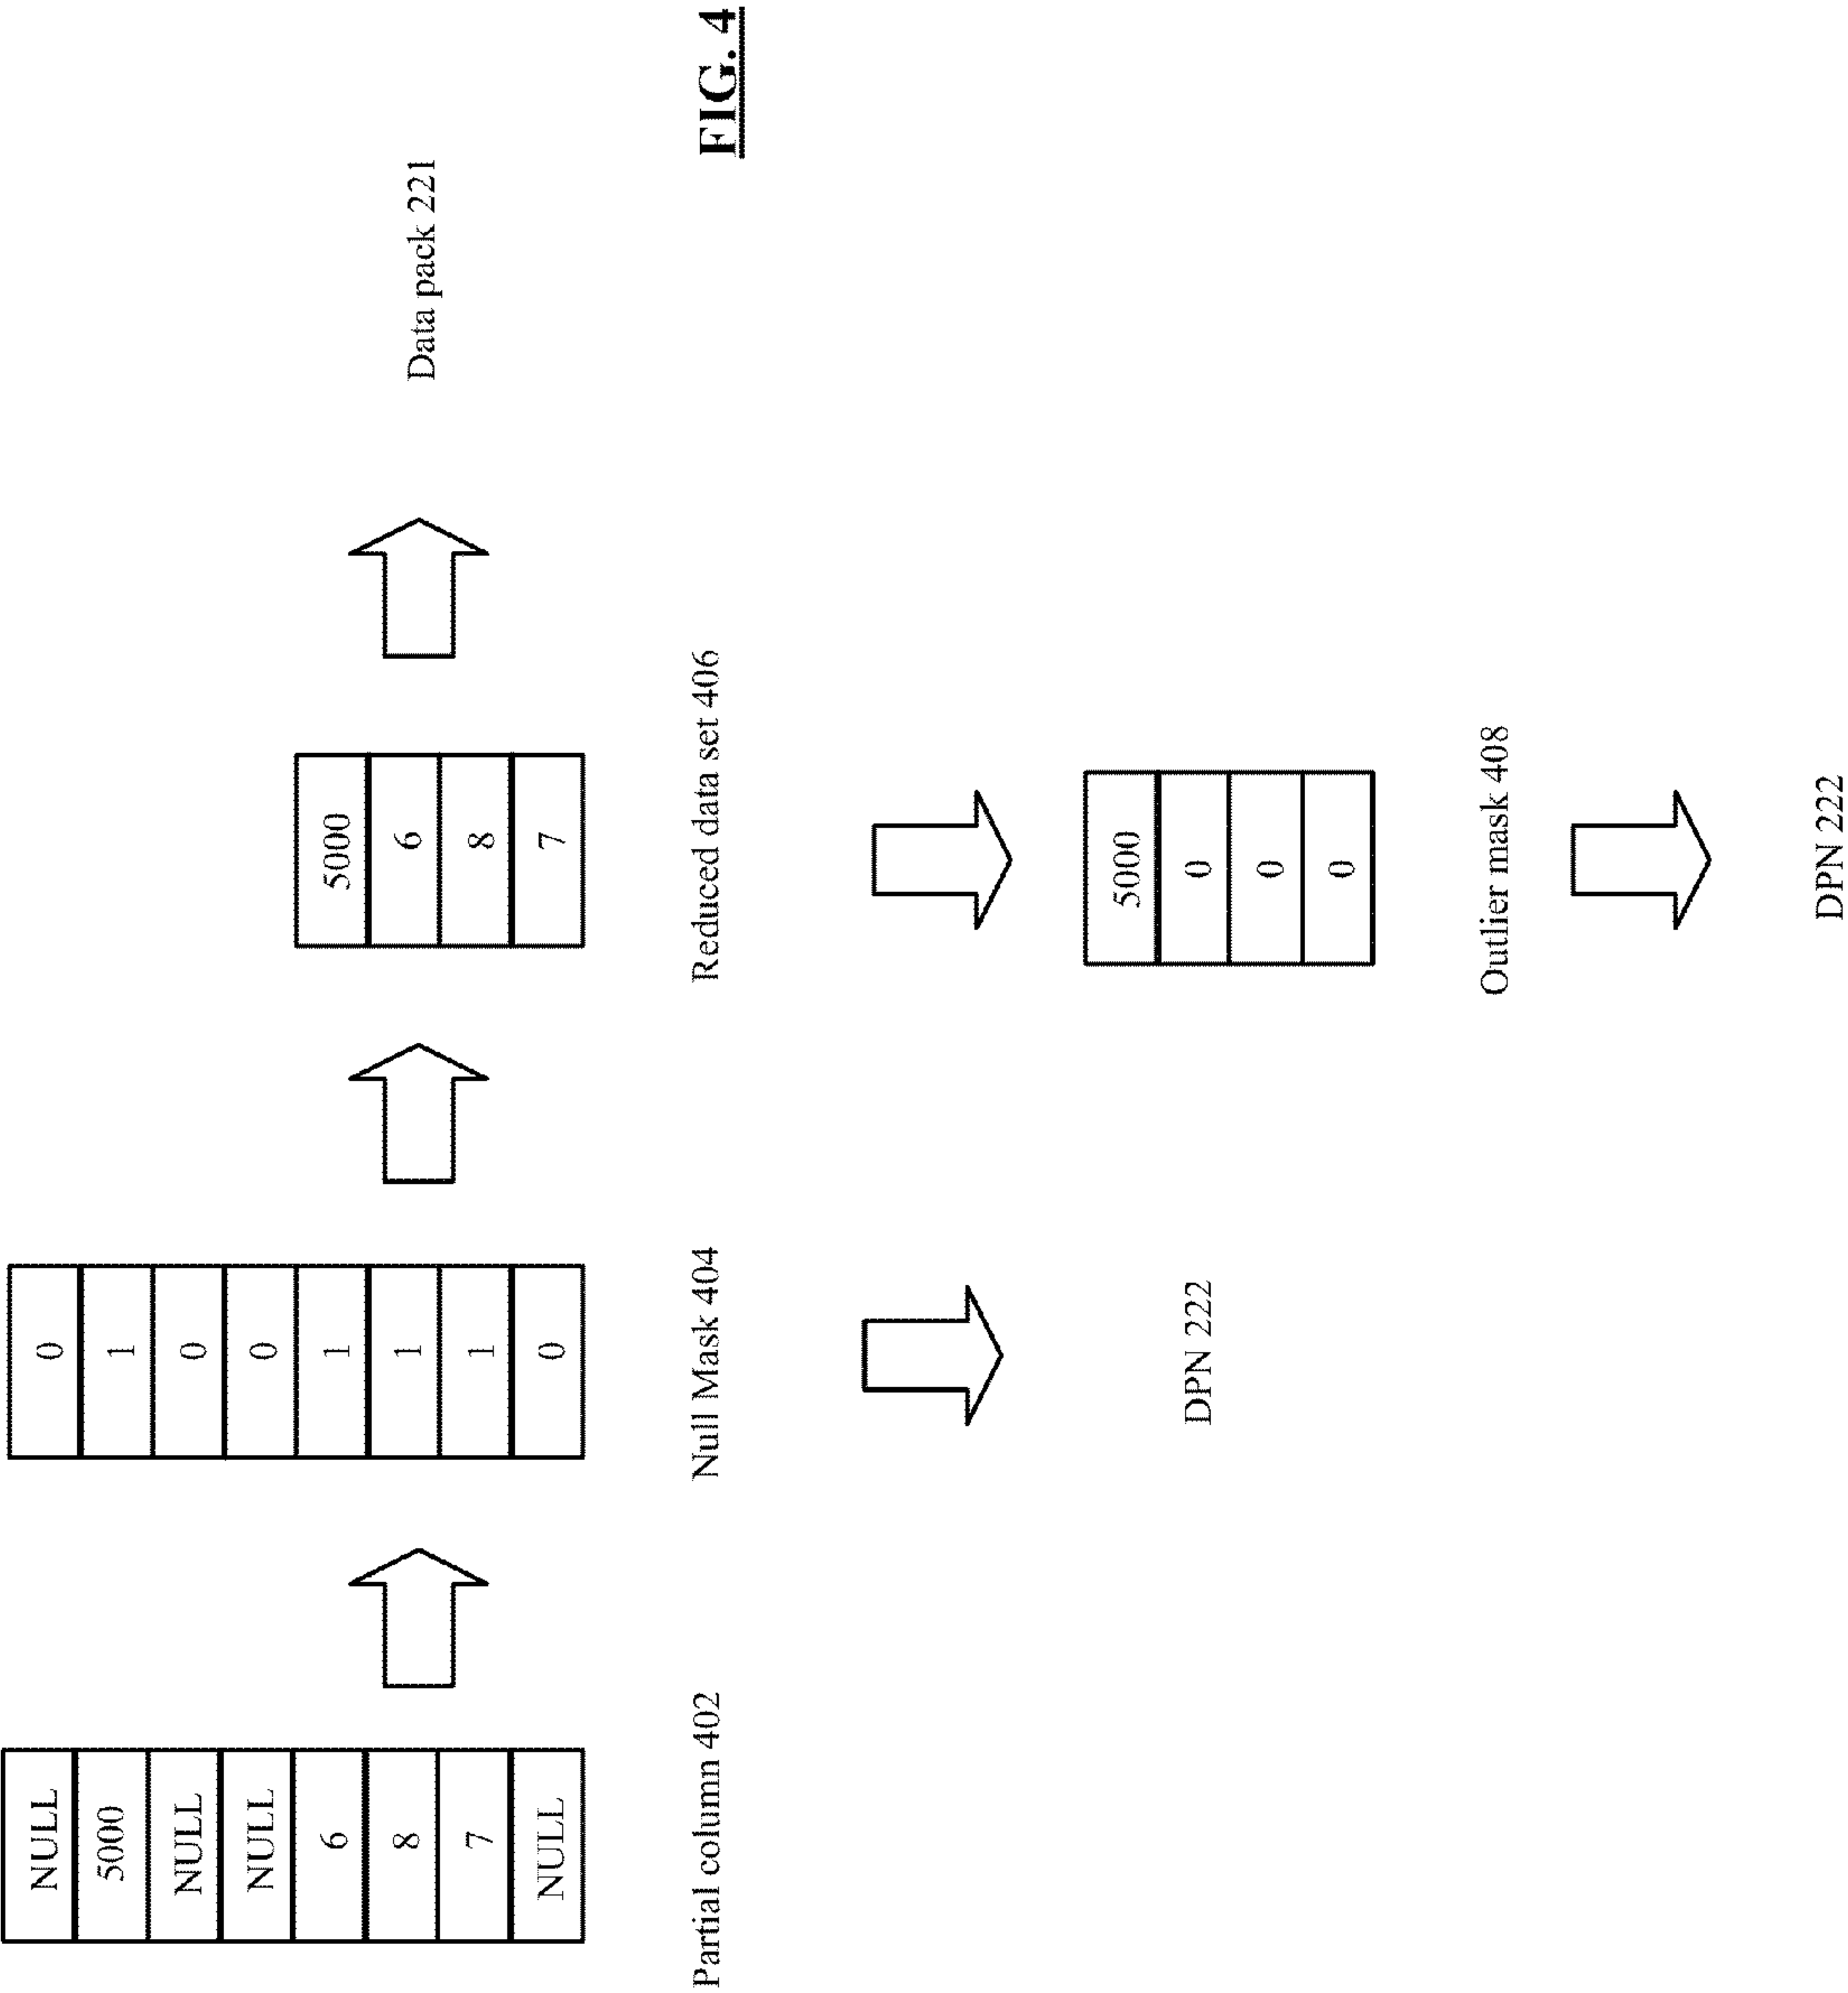 NULL
5000
NULL
NULL
6
8
7
NULL
Partial column 402
0
1
0
0
1
1
1
0
Null Mask 404
DPN 222
5000
6
8
7
Reduced data set 406
5000
0
0
0
Outlier mask 408
DPN 222
Data pack 221
FIG. 4